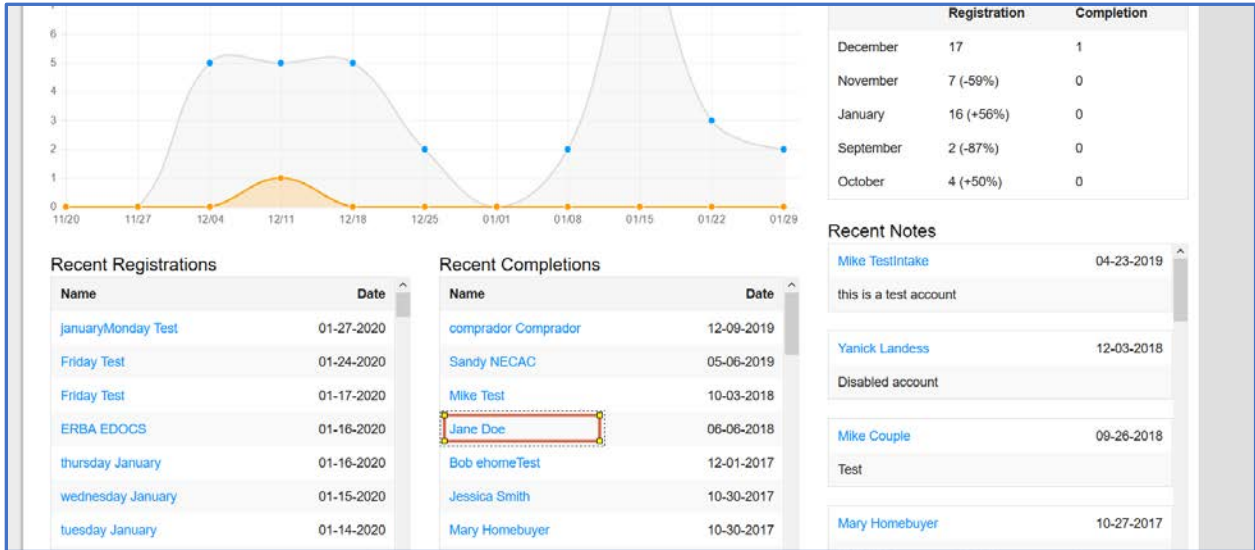 6
5
4
3
2
1
0
11/20 11/27 12/04 12/11 12/18 12/25 01/01 01/08 01/15 01/22 01/29
Registration Completion
December 17 1
November 7 (-59%) 0
January 16 (+56%) 0
September 2 (-87%) 0
October 4 (+50%) 0
Recent Registrations
Name Date
januaryMonday Test 01-27-2020
Friday Test 01-24-2020
Friday Test 01-17-2020
ERBA EDOCS 01-16-2020
thursday January 01-16-2020
wednesday January 01-15-2020
tuesday January 01-14-2020
Recent Completions
Name Date
comprador Comprador 12-09-2019
Sandy NECAC 05-06-2019
Mike Test 10-03-2018
Jane Doe 06-06-2018
Bob ehomeTest 12-01-2017
Jessica Smith 10-30-2017
Mary Homebuyer 10-30-2017
Recent Notes
Mike TestIntake 04-23-2019
this is a test account
Yanick Landess 12-03-2018
Disabled account
Mike Couple 09-26-2018
Test
Mary Homebuyer 10-27-2017